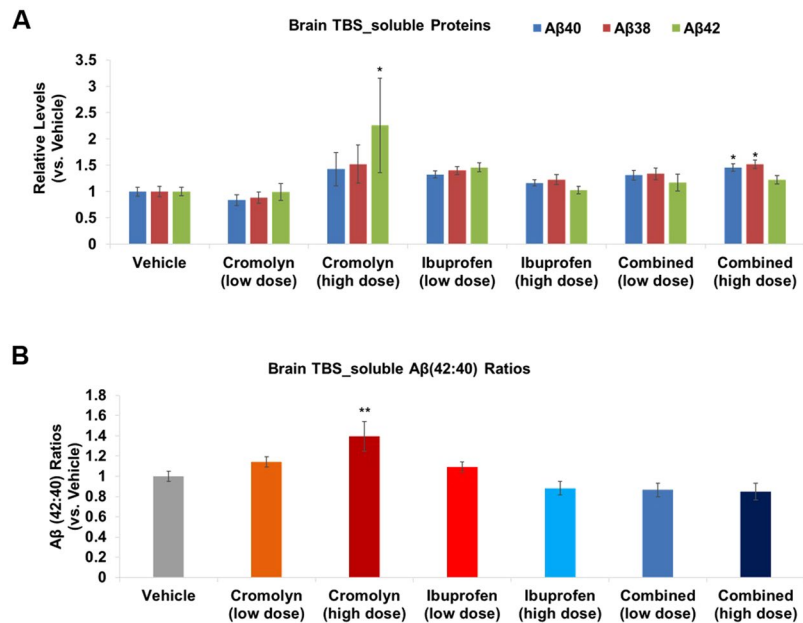 A
Brain TBS_soluble Proteins
Aβ40 Aβ38 Aβ42
Relative Levels
(vs. Vehicle)
3.5
3
2.5
2
1.5
1
0.5
0
*
* *
Vehicle Cromolyn Cromolyn Ibuprofen Ibuprofen Combined Combined
(low dose) (high dose) (low dose) (high dose) (low dose) (high dose)
B
Brain TBS_soluble Aβ(42:40) Ratios
Aβ (42:40) Ratios
(vs. Vehicle)
1.8
1.6
1.4
1.2
1
0.8
0.6
0.4
0.2
0
**
Vehicle Cromolyn Cromolyn Ibuprofen Ibuprofen Combined Combined
(low dose) (high dose) (low dose) (high dose) (low dose) (high dose)